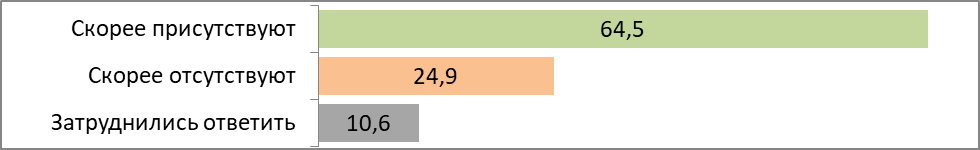 Скорее присутствуют 64,5
Скорее отсутствуют 24,9
Затруднились ответить 10,6